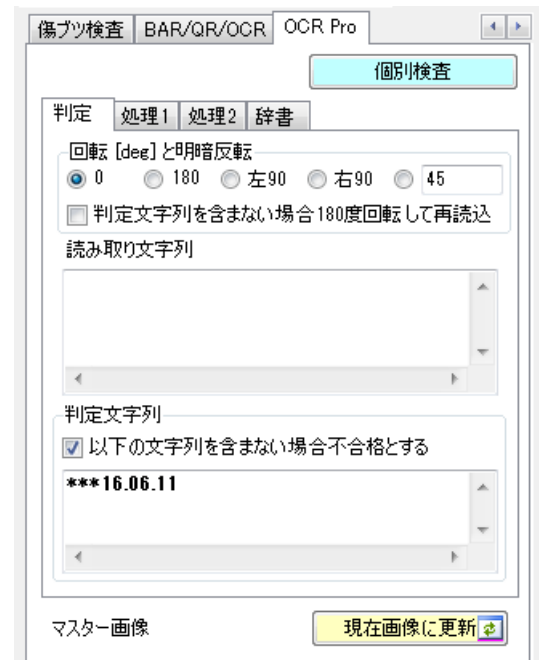 傷ブツ検査 BAR/QR/OCR OCR Pro
個別検査
判定 処理1 処理2 辞書
回転 [deg] と明暗反転
0 180 左90 右90 45
判定文字列を含まない場合180度回転して再読込
読み取り文字列
判定文字列
以下の文字列を含まない場合不合格とする
***16.06.11
マスター画像 現在画像に更新